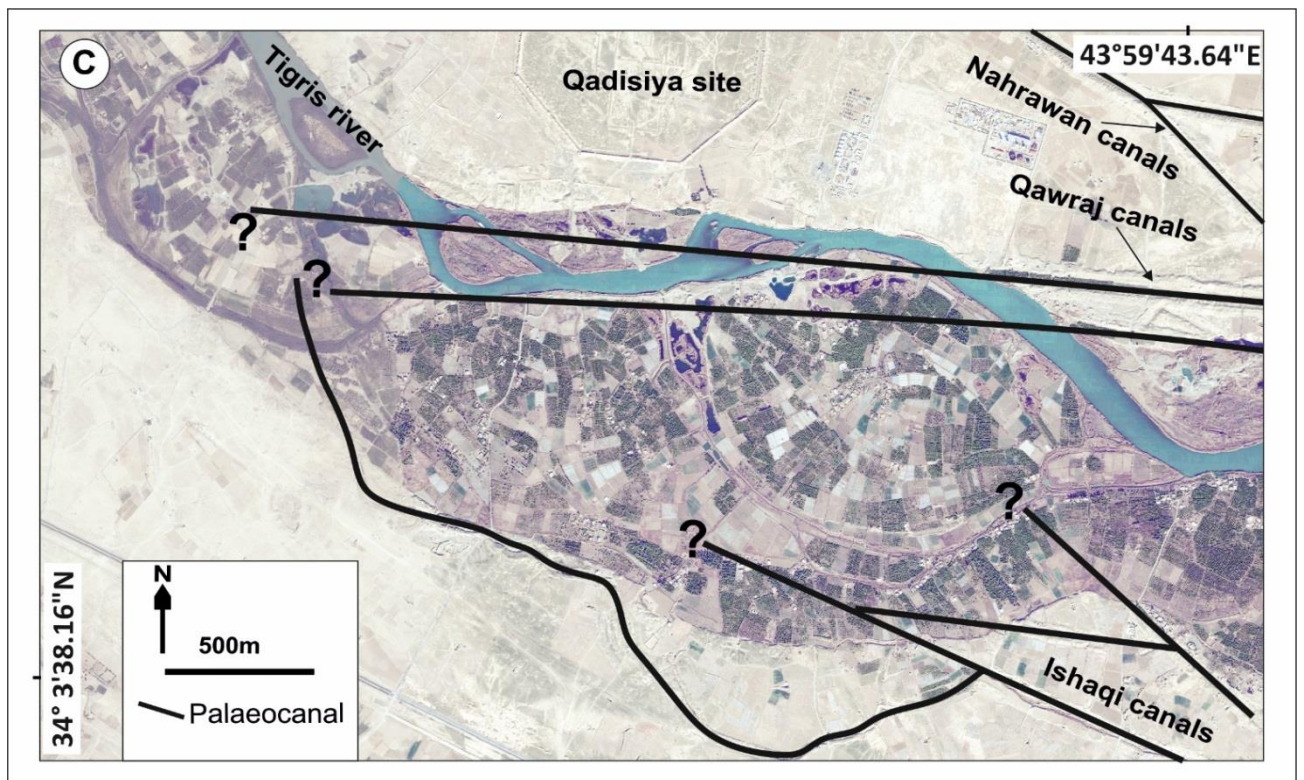 C
Tigris river
Qadisiya site
43°59'43.64"E
Nahrawan canals
Qawraj canals
?
?
?
?
Ishaqi canals
34° 3'38.16"N
N
500m
Palaeocanal